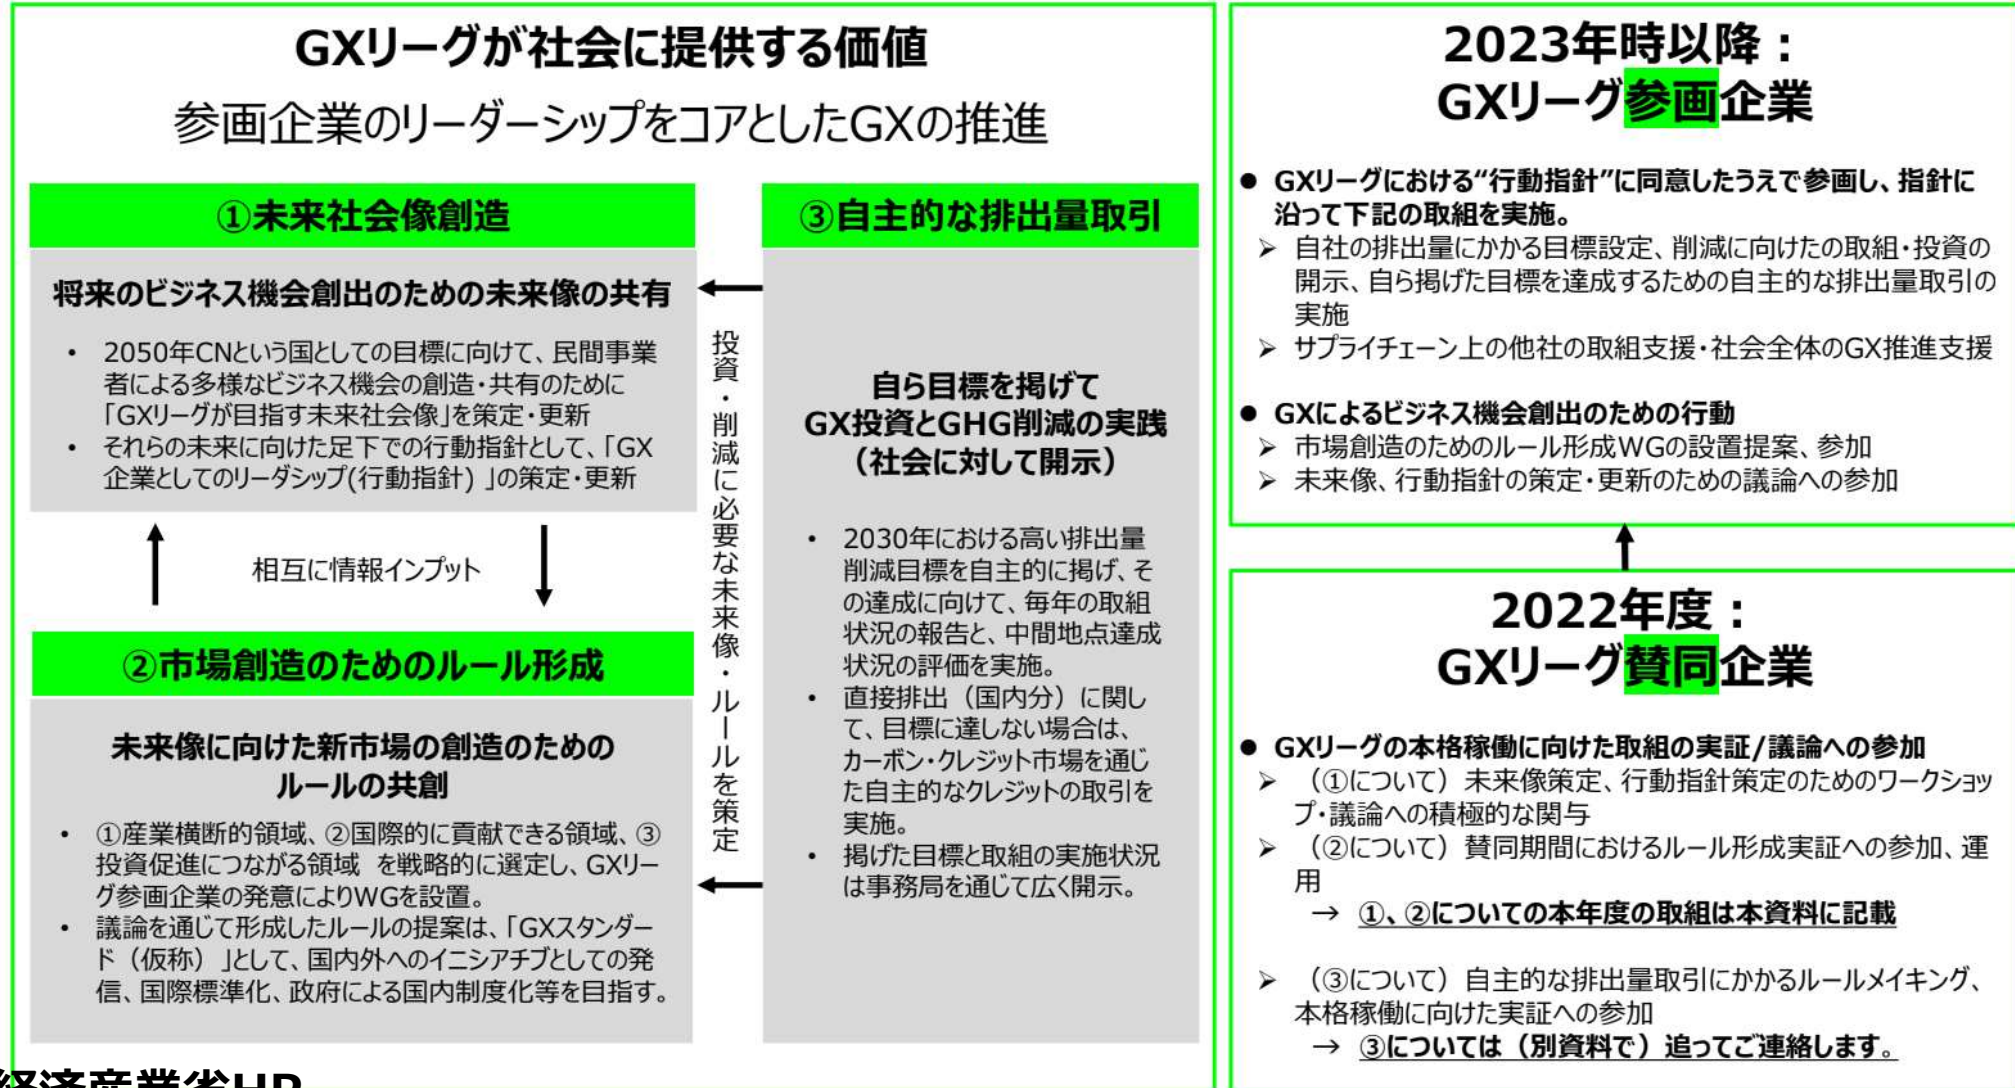 GXリーグが社会に提供する価値
参画企業のリーダーシップをコアとしたGXの推進
①未来社会像創造
将来のビジネス機会創出のための未来像の共有
• 2050年CNという国としての目標に向けて、民間事業
者による多様なビジネス機会の創造・共有のために
「GXリーグが目指す未来社会像」を策定・更新
• それらの未来に向けた足下での行動指針として、「GX
企業としてのリーダシップ(行動指針) 」の策定・更新
相互に情報インプット
②市場創造のためのルール形成
未来像に向けた新市場の創造のための
ルールの共創
• ①産業横断的領域、②国際的に貢献できる領域、③
投資促進につながる領域 を戦略的に選定し、GXリー
グ参画企業の発意によりWGを設置。
• 議論を通じて形成したルールの提案は、「GXスタンダー
ド（仮称）」として、国内外へのイニシアチブとしての発
信、国際標準化、政府による国内制度化等を目指す。
投資・削減に必要な未来像・ルールを策定
③自主的な排出量取引
自ら目標を掲げて
GX投資とGHG削減の実践
（社会に対して開示）
• 2030年における高い排出量
削減目標を自主的に掲げ、そ
の達成に向けて、毎年の取組
状況の報告と、中間地点達成
状況の評価を実施。
• 直接排出（国内分）に関し
て、目標に達しない場合は、
カーボン・クレジット市場を通じ
た自主的なクレジットの取引を
実施。
• 掲げた目標と取組の実施状況
は事務局を通じて広く開示。
2023年時以降：
GXリーグ参画企業
● GXリーグにおける“行動指針”に同意したうえで参画し、指針に
沿って下記の取組を実施。
➢ 自社の排出量にかかる目標設定、削減に向けたの取組・投資の
開示、自ら掲げた目標を達成するための自主的な排出量取引の
実施
➢ サプライチェーン上の他社の取組支援・社会全体のGX推進支援
● GXによるビジネス機会創出のための行動
➢ 市場創造のためのルール形成WGの設置提案、参加
➢ 未来像、行動指針の策定・更新のための議論への参加
2022年度：
GXリーグ賛同企業
● GXリーグの本格稼働に向けた取組の実証/議論への参加
➢ （①について）未来像策定、行動指針策定のためのワークショッ
プ・議論への積極的な関与
➢ （②について）賛同期間におけるルール形成実証への参加、運
用
→ ①、②についての本年度の取組は本資料に記載
➢ （③について）自主的な排出量取引にかかるルールメイキング、
本格稼働に向けた実証への参加
→ ③については（別資料で）追ってご連絡します。
経済産業省HP